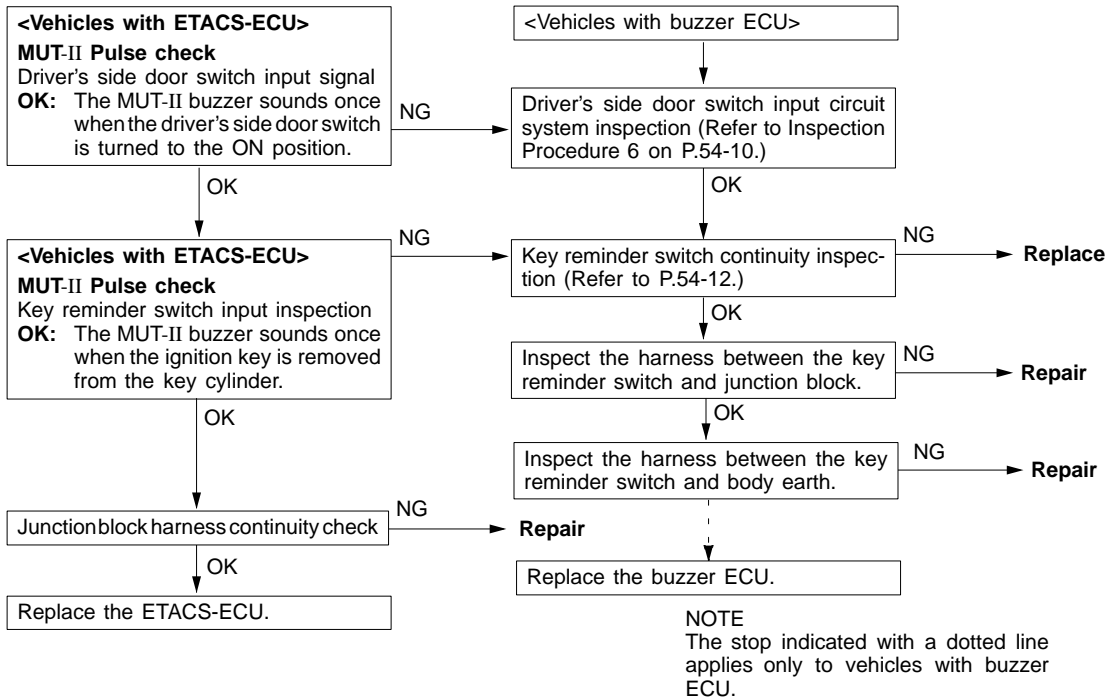 <Vehicles with ETACS-ECU>
MUT-II Pulse check
Driver's side door switch input signal
OK: The MUT-II buzzer sounds once
when the driver's side door switch
is turned to the ON position.
NG
OK
<Vehicles with buzzer ECU>
Driver's side door switch input circuit
system inspection (Refer to Inspection
Procedure 6 on P.54-10.)
OK
<Vehicles with ETACS-ECU>
MUT-II Pulse check
Key reminder switch input inspection
OK: The MUT-II buzzer sounds once
when the ignition key is removed
from the key cylinder.
NG
OK
Key reminder switch continuity inspec-
tion (Refer to P.54-12.)
NG
Replace
OK
Inspect the harness between the key
reminder switch and junction block.
NG
Repair
OK
Inspect the harness between the key
reminder switch and body earth.
NG
Repair
Junction block harness continuity check
NG
Repair
OK
Replace the ETACS-ECU.
Replace the buzzer ECU.
NOTE
The stop indicated with a dotted line
applies only to vehicles with buzzer
ECU.